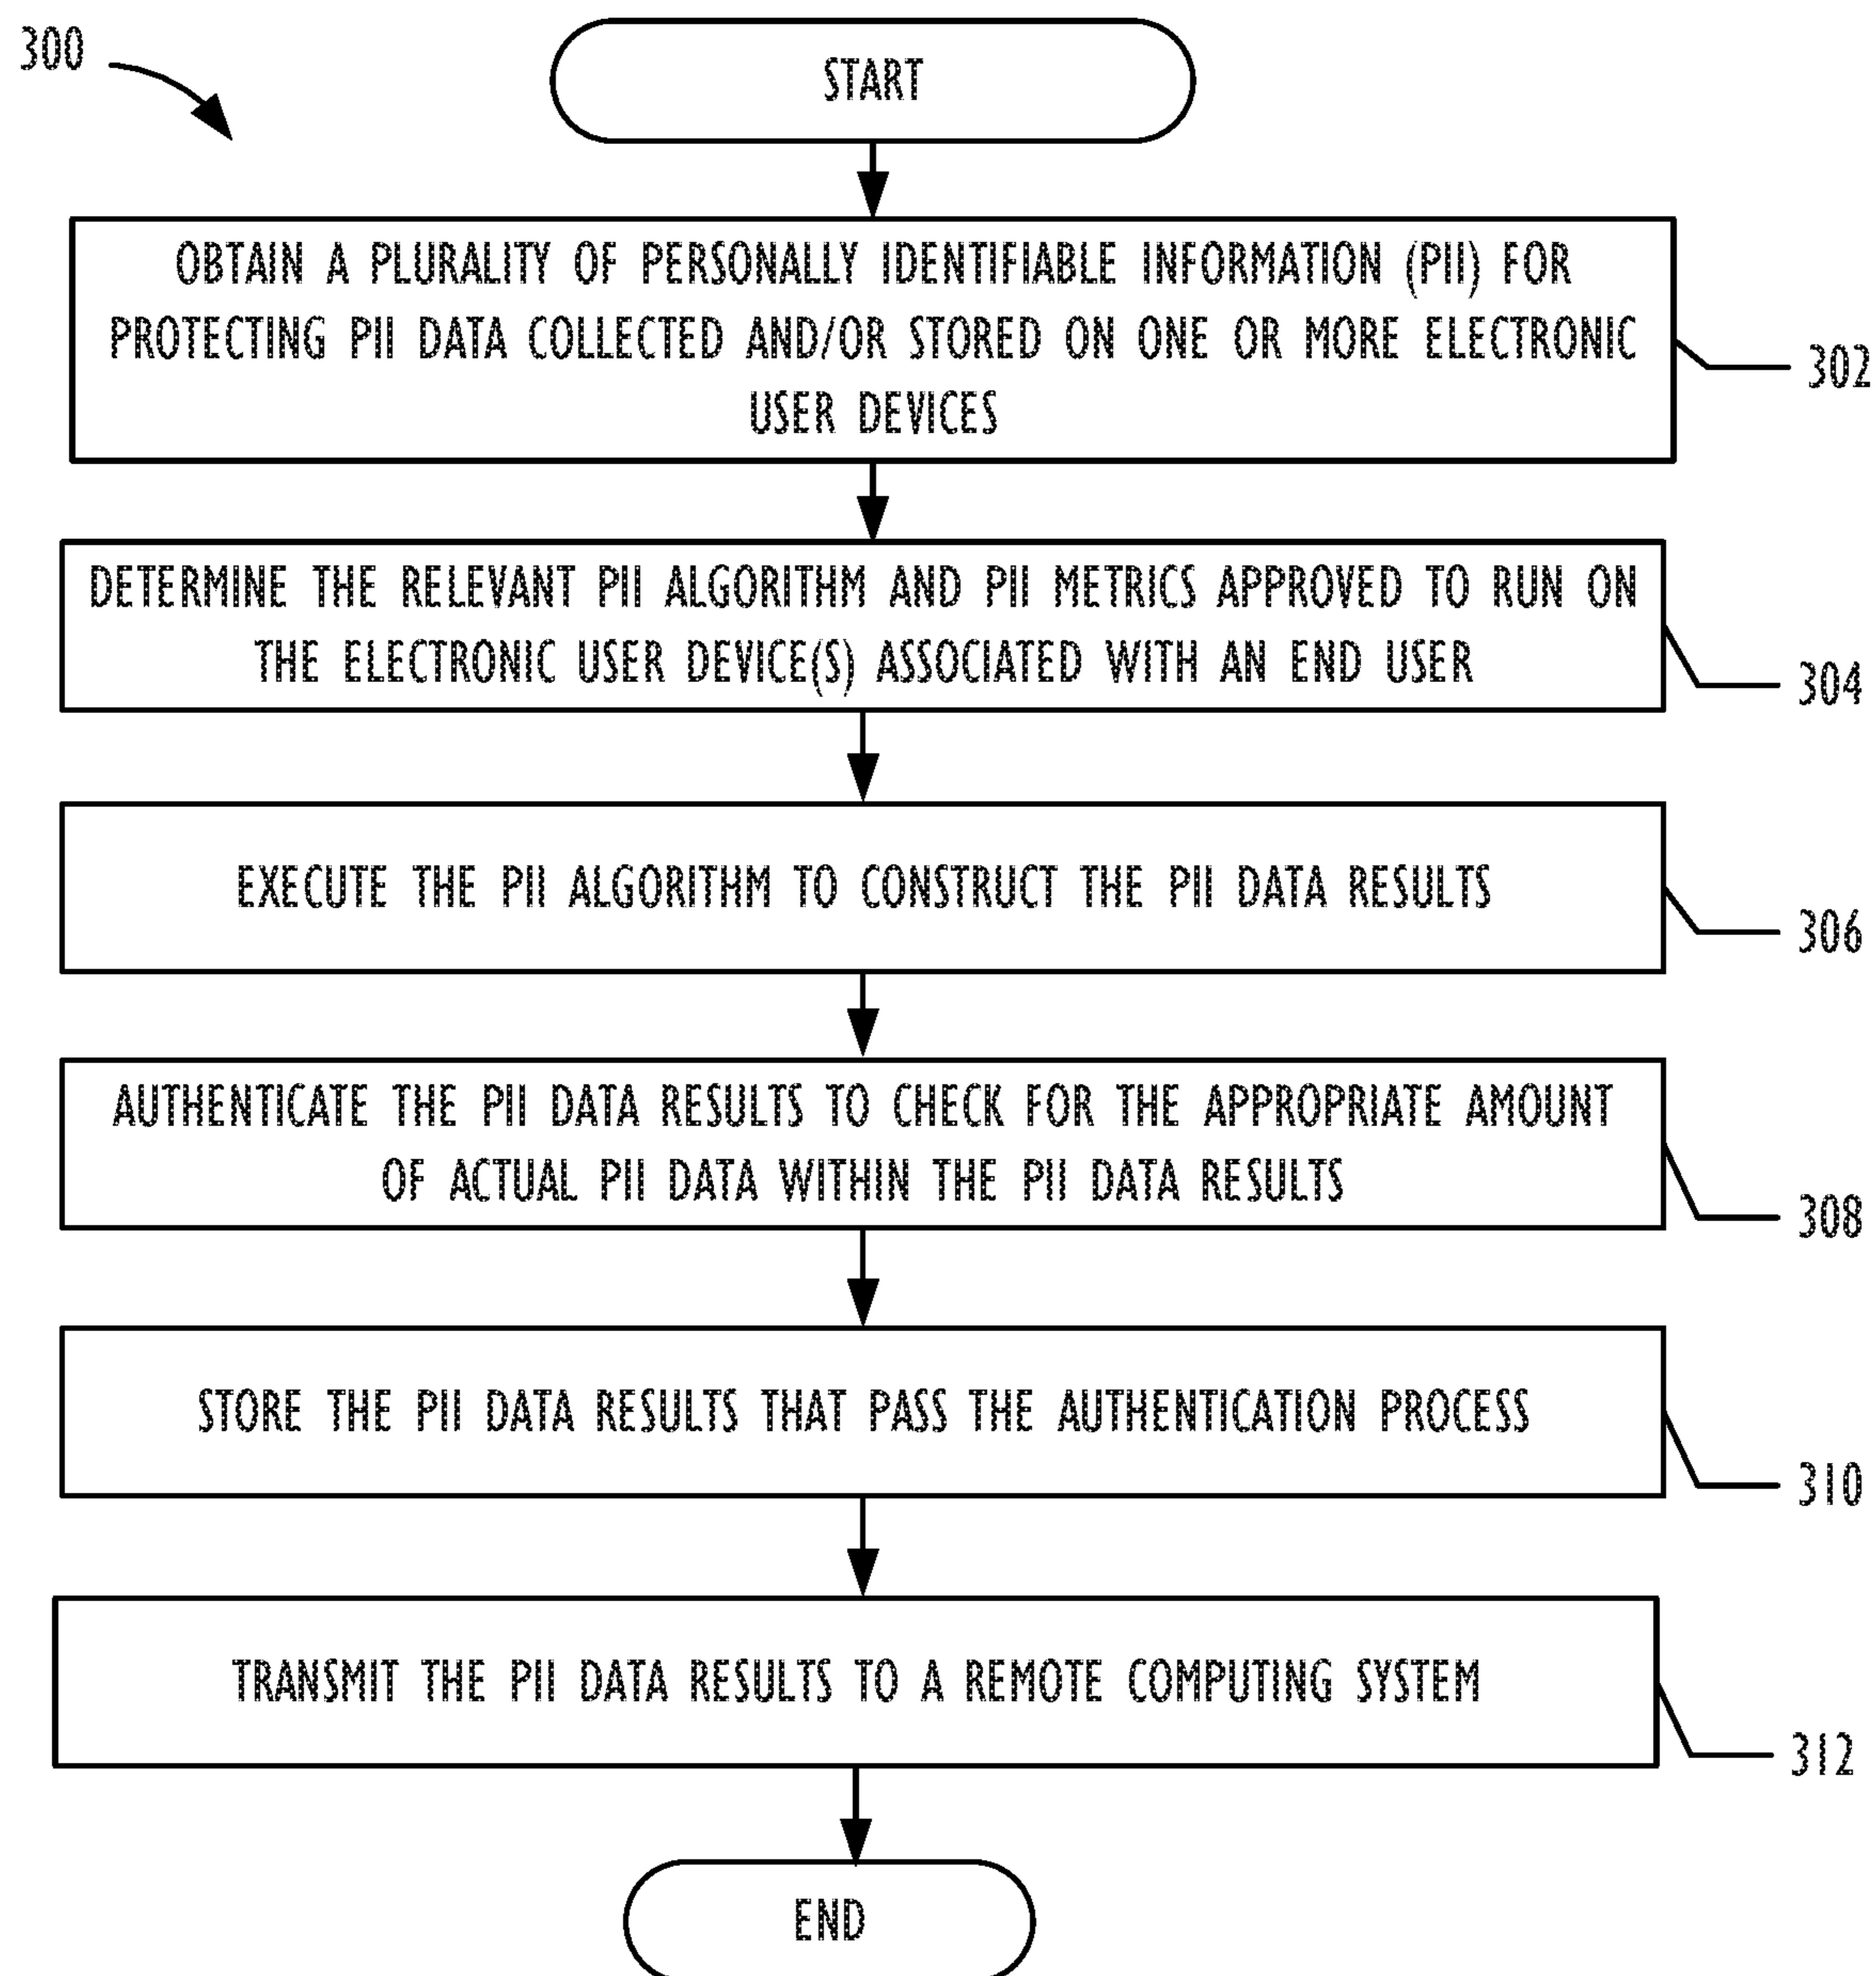 300
START
OBTAIN A PLURALITY OF PERSONALLY IDENTIFIABLE INFORMATION (PII) FOR
PROTECTING PII DATA COLLECTED AND/OR STORED ON ONE OR MORE ELECTRONIC
USER DEVICES
302
DETERMINE THE RELEVANT PII ALGORITHM AND PII METRICS APPROVED TO RUN ON
THE ELECTRONIC USER DEVICE(S) ASSOCIATED WITH AN END USER
304
EXECUTE THE PII ALGORITHM TO CONSTRUCT THE PII DATA RESULTS
306
AUTHENTICATE THE PII DATA RESULTS TO CHECK FOR THE APPROPRIATE AMOUNT
OF ACTUAL PII DATA WITHIN THE PII DATA RESULTS
308
STORE THE PII DATA RESULTS THAT PASS THE AUTHENTICATION PROCESS
310
TRANSMIT THE PII DATA RESULTS TO A REMOTE COMPUTING SYSTEM
312
END